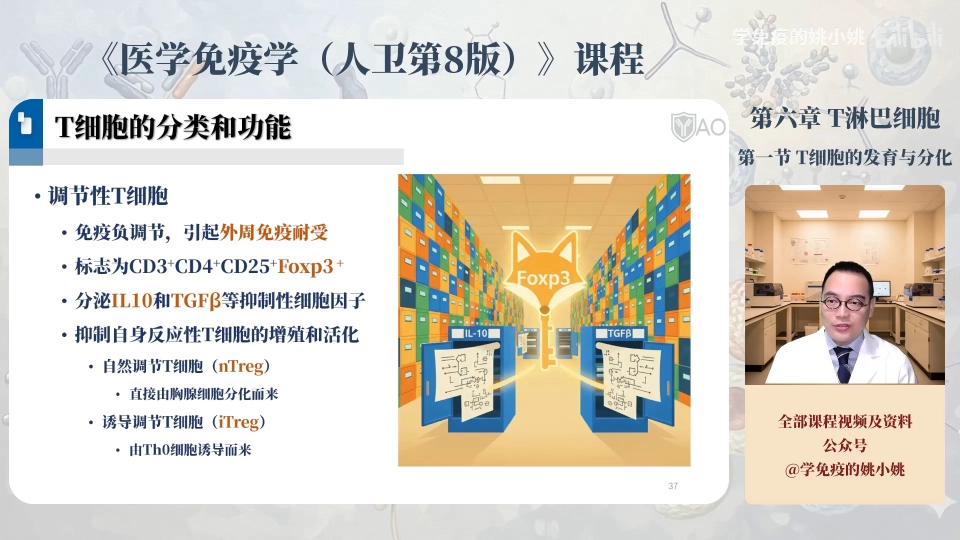 学免疫的姚小姚 bilibili
《医学免疫学（人卫第8版）》课程
T细胞的分类和功能
YAO
第六章 T淋巴细胞
第一节 T细胞的发育与分化
• 调节性T细胞
• 免疫负调节，引起外周免疫耐受
• 标志为CD3⁺CD4⁺CD25⁺Foxp3⁺
• 分泌IL10和TGFβ等抑制性细胞因子
• 抑制自身反应性T细胞的增殖和活化
• 自然调节T细胞（nTreg）
• 直接由胸腺细胞分化而来
• 诱导调节T细胞（iTreg）
• 由Th0细胞诱导而来
Foxp3
IL-10
TGFβ
37
全部课程视频及资料
公众号
@学免疫的姚小姚